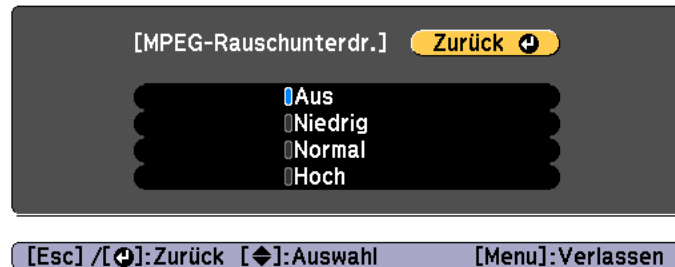 [MPEG-Rauschunterdr.] Zurück
Aus
Niedrig
Normal
Hoch
[Esc] /[⏎]:Zurück [◆]:Auswahl [Menu]:Verlassen